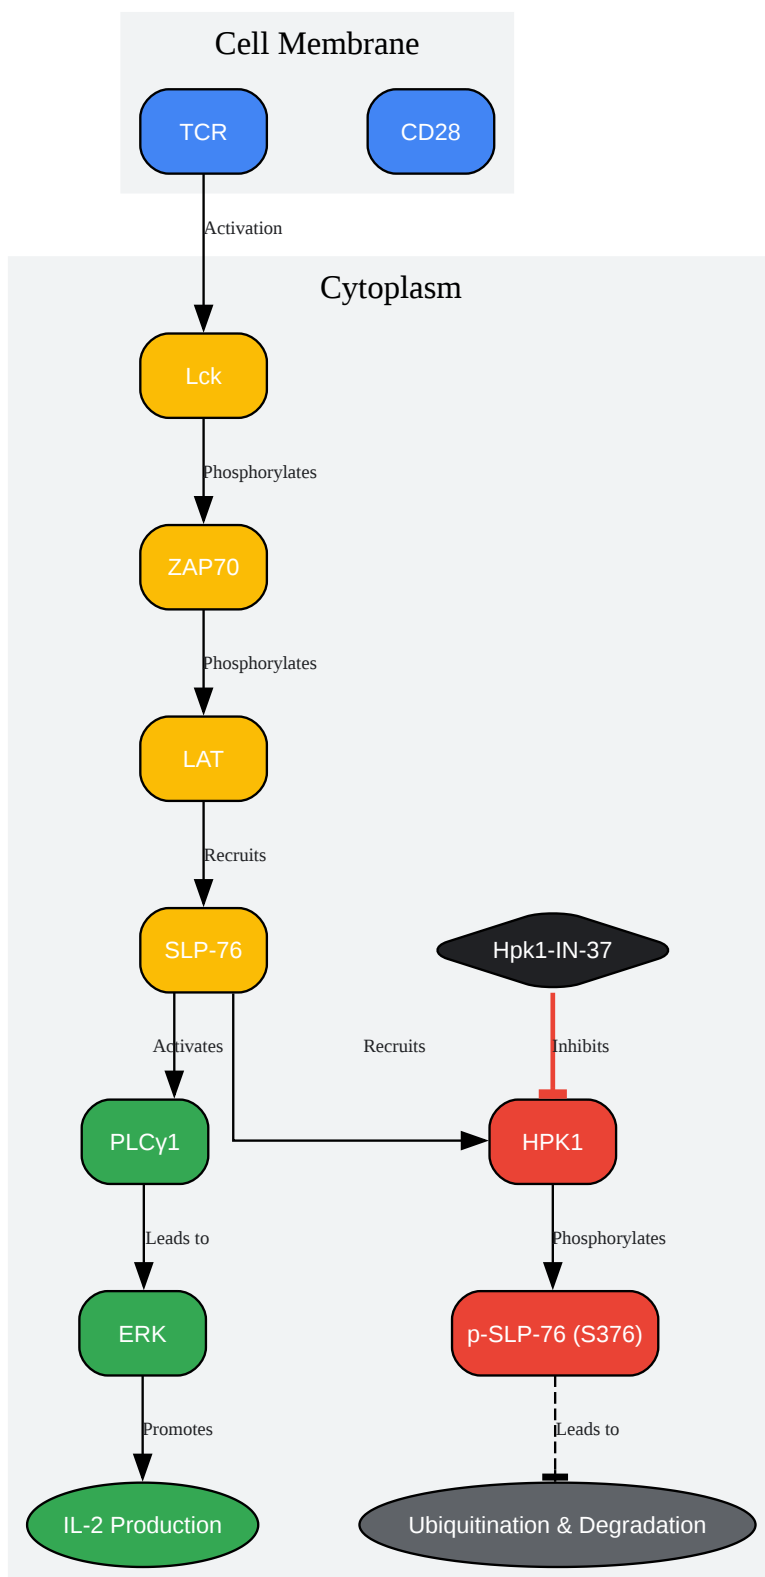 Cell Membrane
TCR
CD28
Activation
Cytoplasm
Lck
Phosphorylates
ZAP70
Phosphorylates
LAT
Recruits
SLP-76
Hpk1-IN-37
Activates
Recruits
Inhibits
PLCγ1
HPK1
Leads to
Phosphorylates
ERK
p-SLP-76 (S376)
Promotes
Leads to
IL-2 Production
Ubiquitination & Degradation